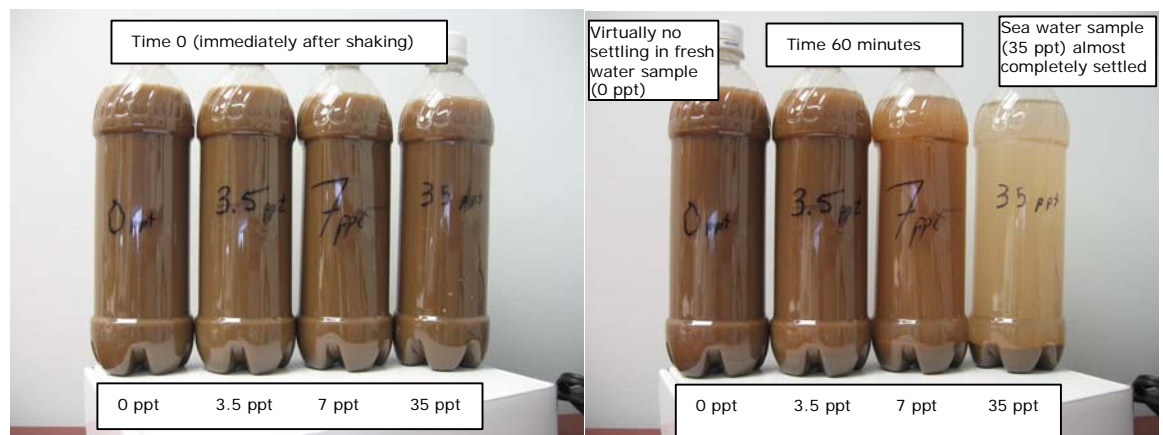 Time 0 (immediately after shaking)
0 ppt
3.5 ppt
7 ppt
35 ppt
0 ppt 3.5 ppt 7 ppt 35 ppt
Virtually no
settling in fresh
water sample
(0 ppt)
Time 60 minutes
Sea water sample
(35 ppt) almost
completely settled
0 ppt
3.5 ppt
7 ppt
35 ppt
0 ppt 3.5 ppt 7 ppt 35 ppt